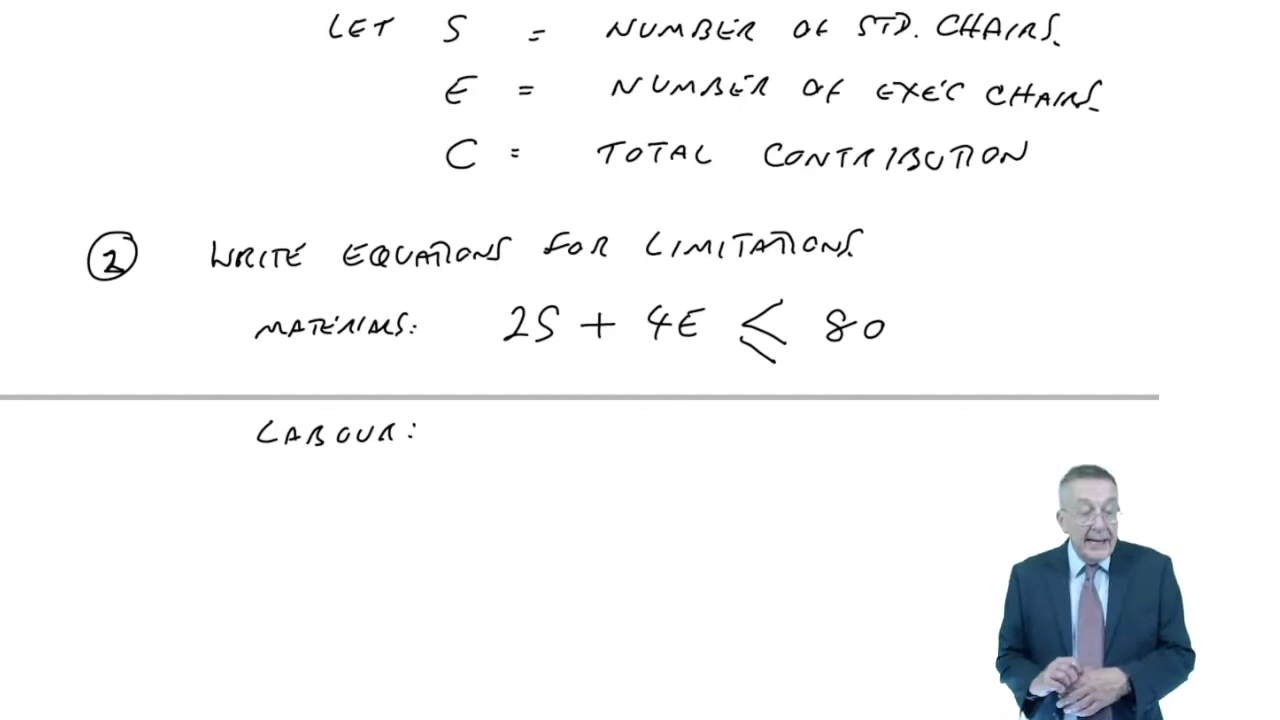 LET S = NUMBER OF STD. CHAIRS.
E = NUMBER OF EXEC CHAIRS.
C = TOTAL CONTRIBUTION
② WRITE EQUATIONS FOR LIMITATIONS.
MATERIALS: 2S + 4E ≤ 80
LABOUR: